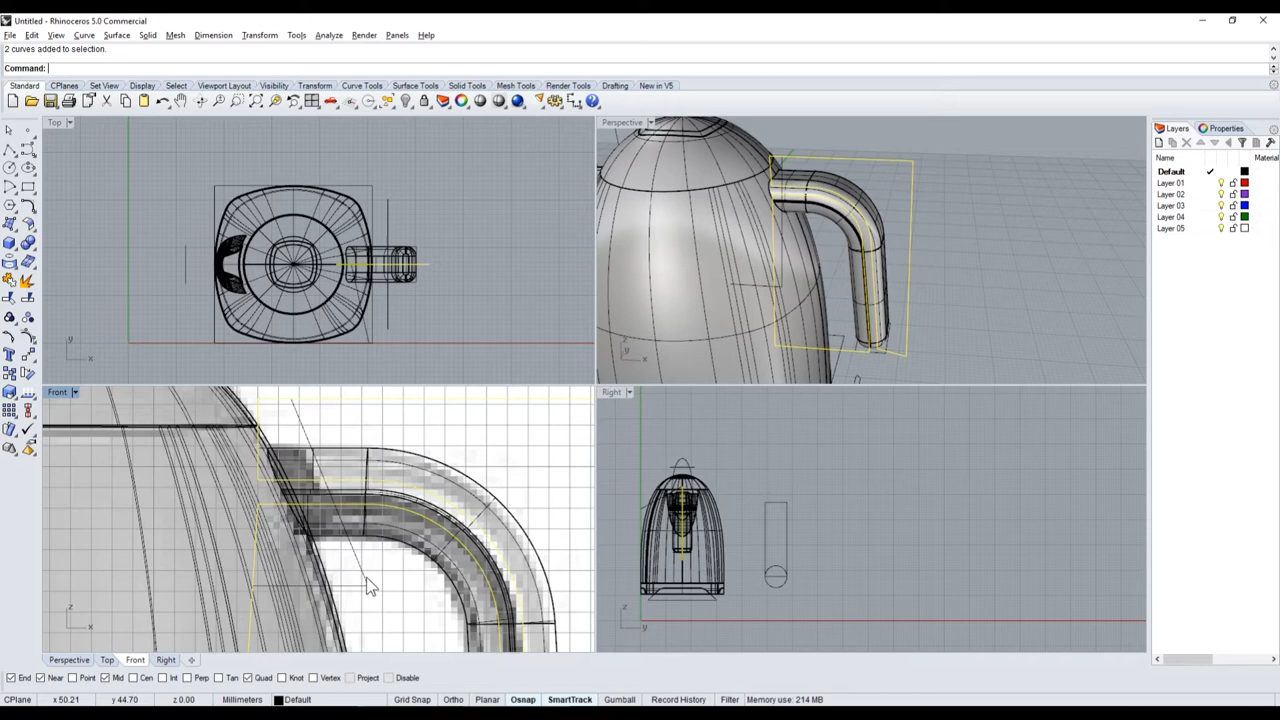 Untitled - Rhinoceros 5.0 Commercial
File Edit View Curve Surface Solid Mesh Dimension Transform Tools Analyze Render Panels Help
2 curves added to selection.
Command:
Standard CPlanes Set View Display Select Viewport Layout Visibility Transform Curve Tools Surface Tools Solid Tools Mesh Tools Render Tools Drafting New in V5
Top
Perspective
Layers Properties
Name Material
Default
Layer 01
Layer 02
Layer 03
Layer 04
Layer 05
y
x
z
y
x
Front
Right
z
x
z
y
Perspective Top Front Right
End Near Point Mid Cen Int Perp Tan Quad Knot Vertex Project Disable
CPlane x 50.21 y 44.70 z 0.00 Millimeters Default Grid Snap Ortho Planar Osnap SmartTrack Gumball Record History Filter Memory use: 214 MB